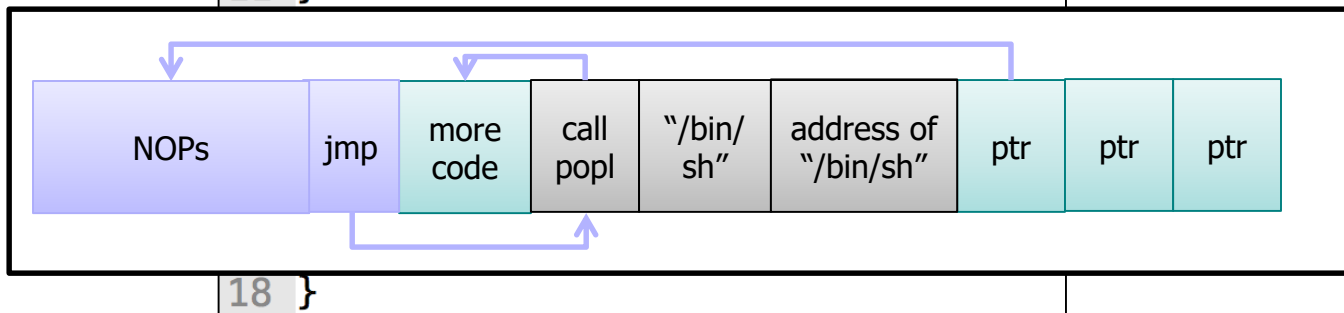 }
NOPs
jmp
more
code
call
popl
“/bin/
sh”
address of
“/bin/sh”
ptr
ptr
ptr
18 }